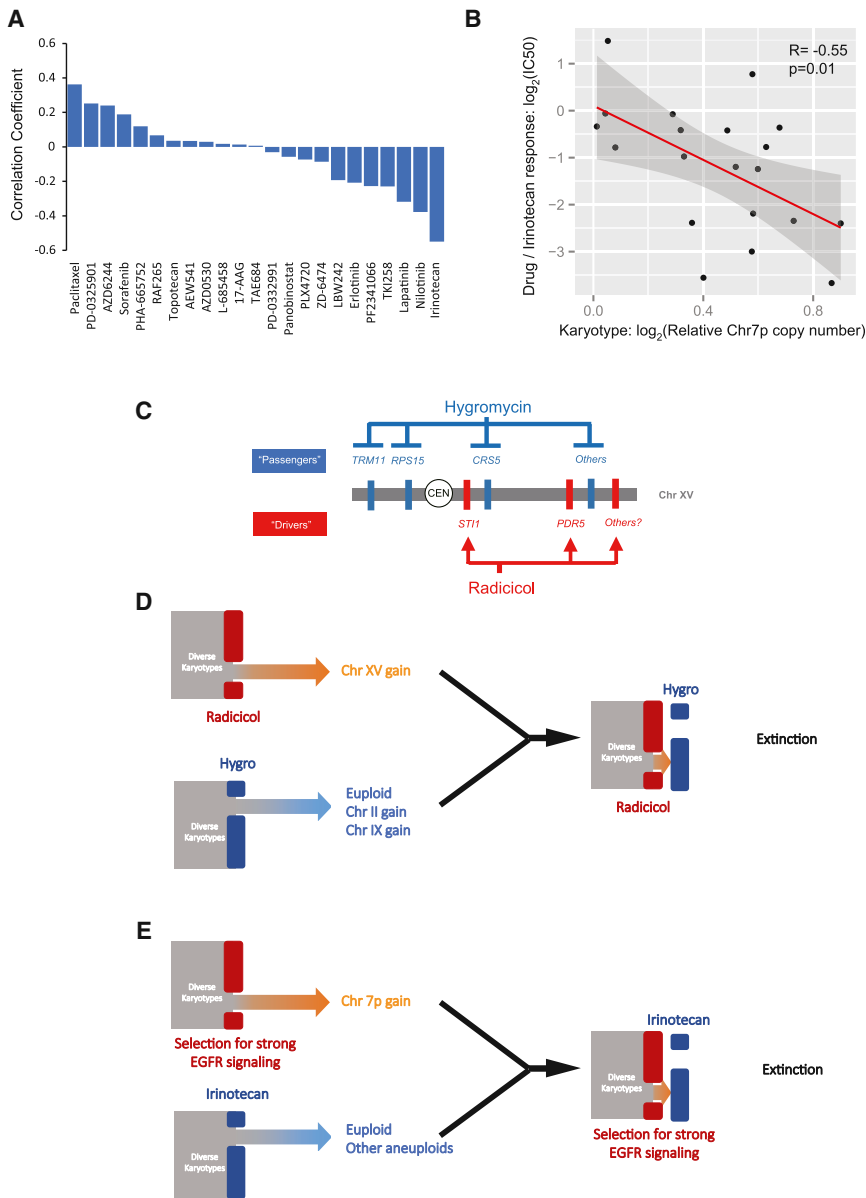 A
Correlation Coefficient
0.6
0.4
0.2
0
-0.2
-0.4
-0.6
Paclitaxel
PD-0325901
AZD6244
Sorafenib
PHA-665752
RAF265
Topotecan
AEW541
AZD0530
L-685458
17-AAG
TAE684
PD-0332991
Panobinostat
PLX4720
ZD-6474
LBW242
Erlotinib
PF2341066
TKI258
Lapatinib
Nilotinib
Irinotecan
B
Drug / Irinotecan response: log2(IC50)
1
0
-1
-2
-3
R= -0.55
p=0.01
0.0
0.4
0.8
Karyotype: log2(Relative Chr7p copy number)
C
Hygromycin
"Passengers"
TRM11
RPS15
CRS5
Others
CEN
Chr XV
"Drivers"
STI1
PDR5
Others?
Radicicol
D
Diverse
Karyotypes
Radicicol
Chr XV gain
Hygro
Diverse
Karyotypes
Euploid
Chr II gain
Chr IX gain
Hygro
Diverse
Karyotypes
Radicicol
Extinction
E
Diverse
Karyotypes
Selection for strong
EGFR signaling
Chr 7p gain
Irinotecan
Diverse
Karyotypes
Euploid
Other aneuploids
Irinotecan
Diverse
Karyotypes
Selection for strong
EGFR signaling
Extinction